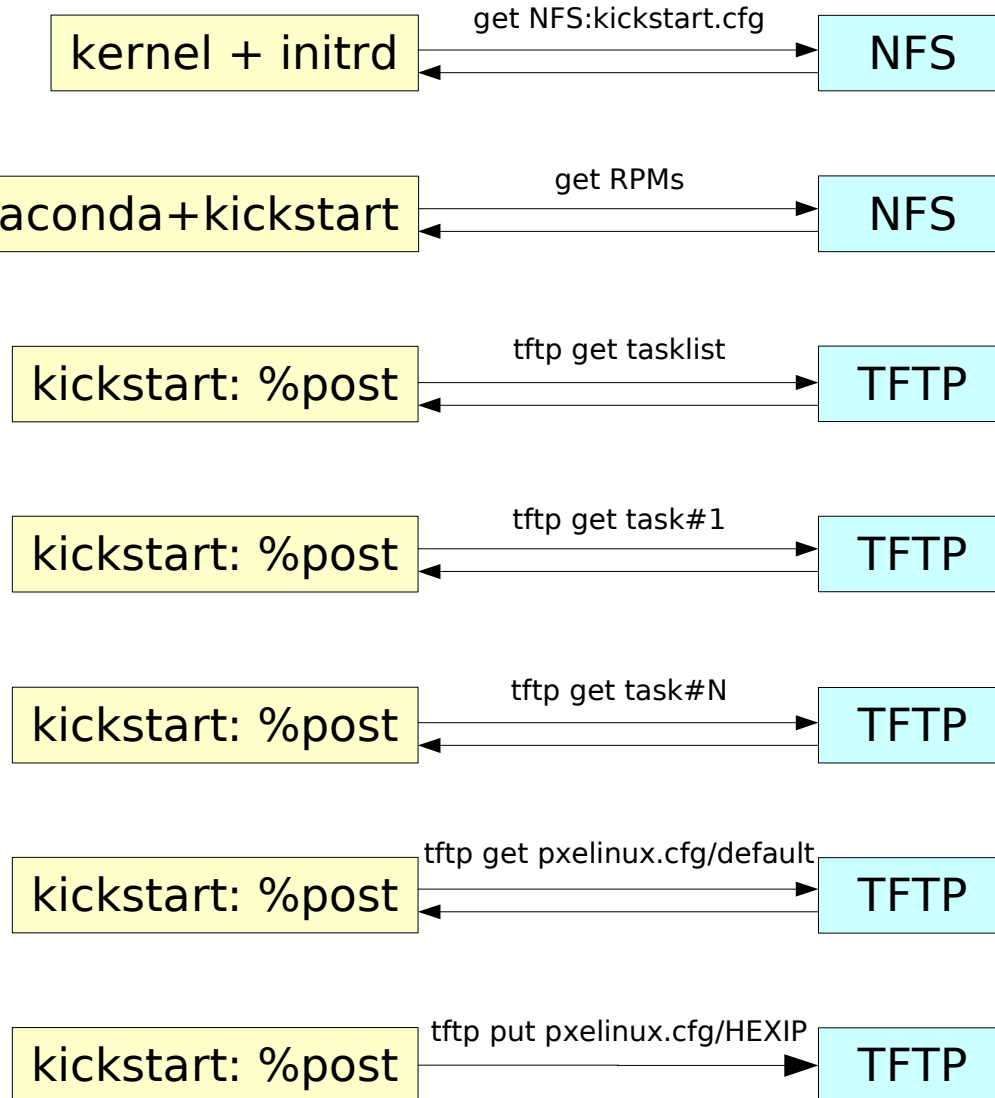 get NFS:kickstart.cfg
kernel + initrd
NFS
get RPMs
aconda+kickstart
NFS
tftp get tasklist
kickstart: %post
TFTP
tftp get task#1
kickstart: %post
TFTP
tftp get task#N
kickstart: %post
TFTP
tftp get pxelinux.cfg/default
kickstart: %post
TFTP
tftp put pxelinux.cfg/HEXIP
kickstart: %post
TFTP